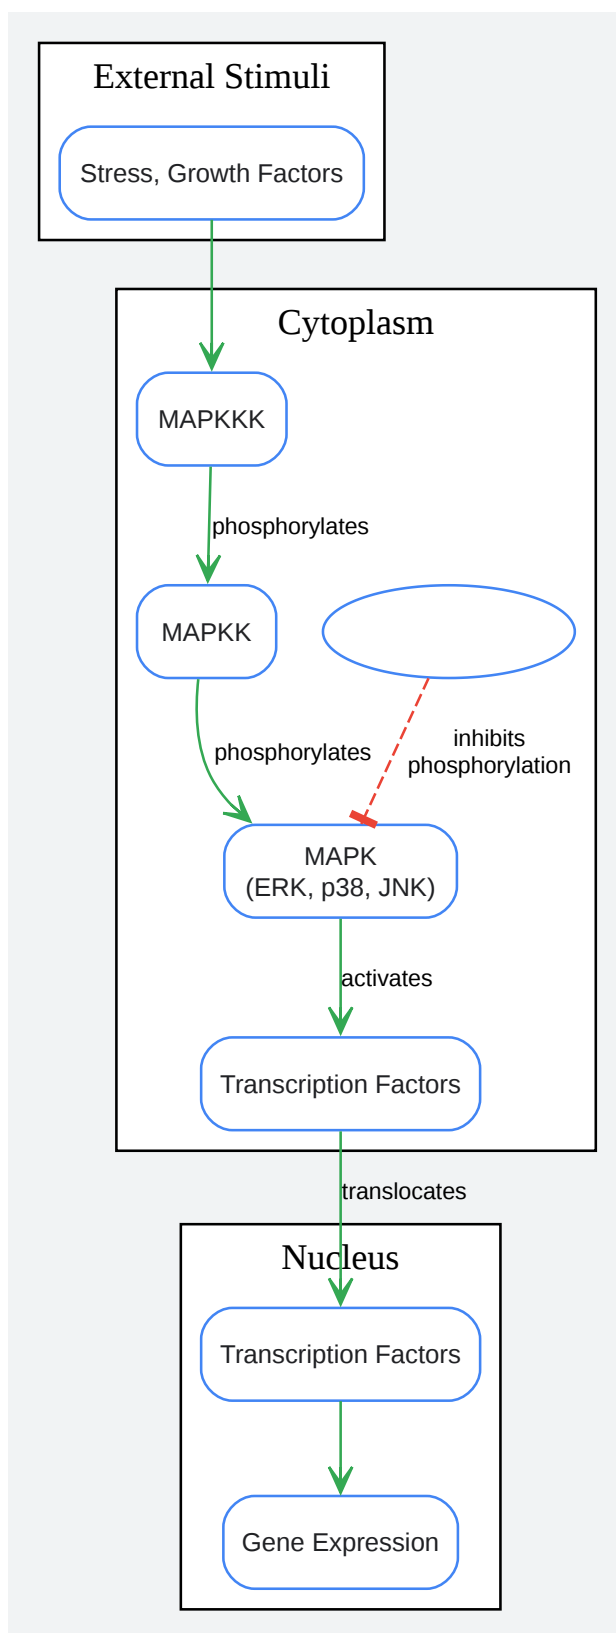 External Stimuli
Stress, Growth Factors
Cytoplasm
MAPKKK
phosphorylates
MAPKK
phosphorylates
inhibits
phosphorylation
MAPK
(ERK, p38, JNK)
activates
Transcription Factors
translocates
Nucleus
Transcription Factors
Gene Expression